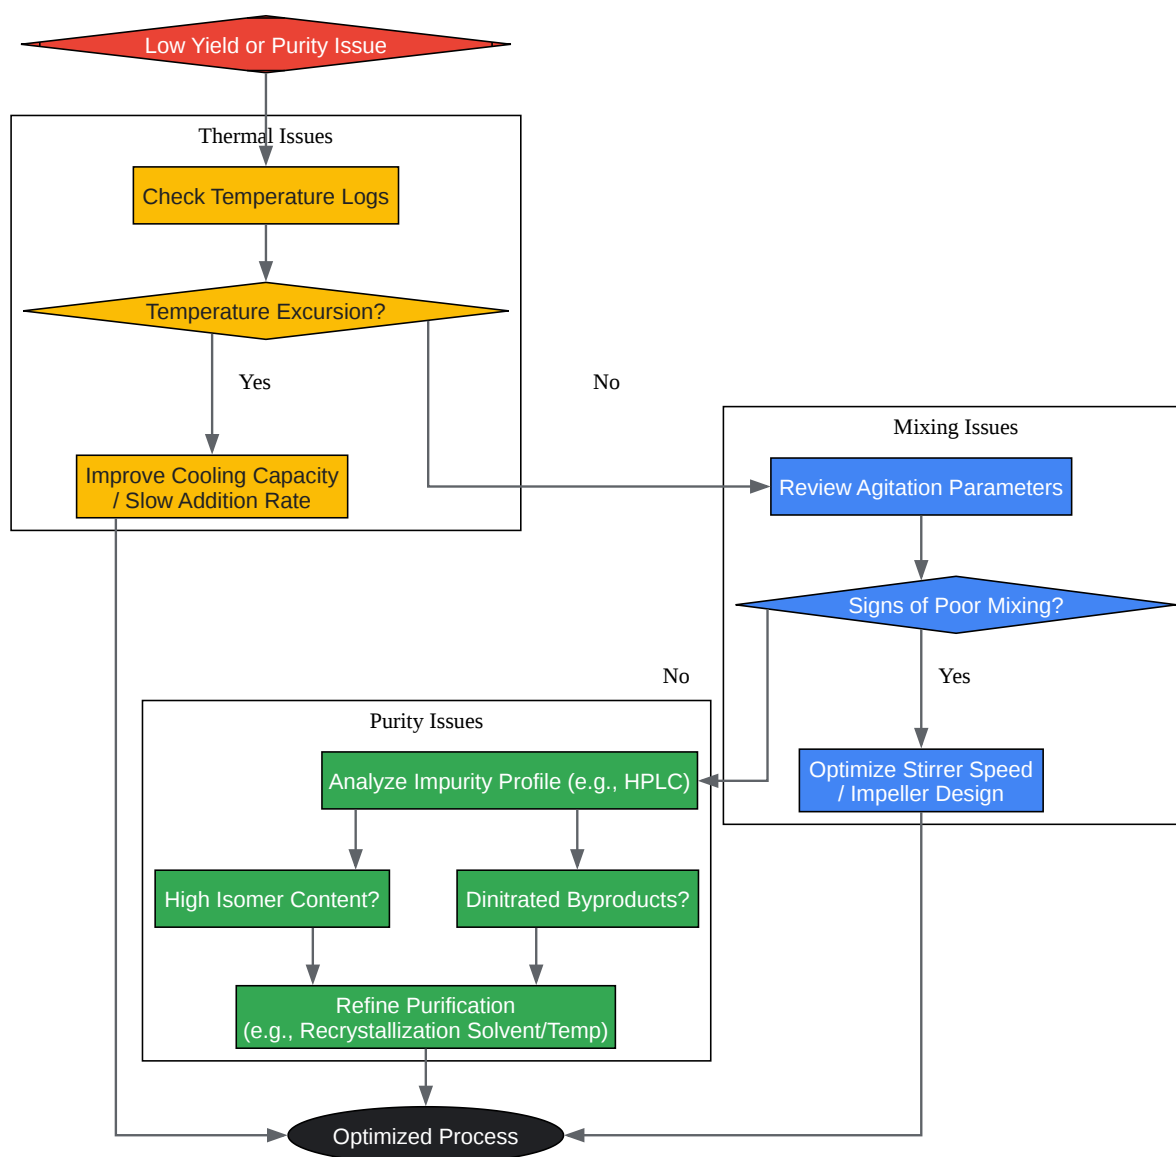 Low Yield or Purity Issue
Thermal Issues
Check Temperature Logs
Temperature Excursion?
Yes
No
Improve Cooling Capacity
/ Slow Addition Rate
Mixing Issues
Review Agitation Parameters
Signs of Poor Mixing?
No
Yes
Optimize Stirrer Speed
/ Impeller Design
Purity Issues
Analyze Impurity Profile (e.g., HPLC)
High Isomer Content?
Dinitrated Byproducts?
Refine Purification
(e.g., Recrystallization Solvent/Temp)
Optimized Process